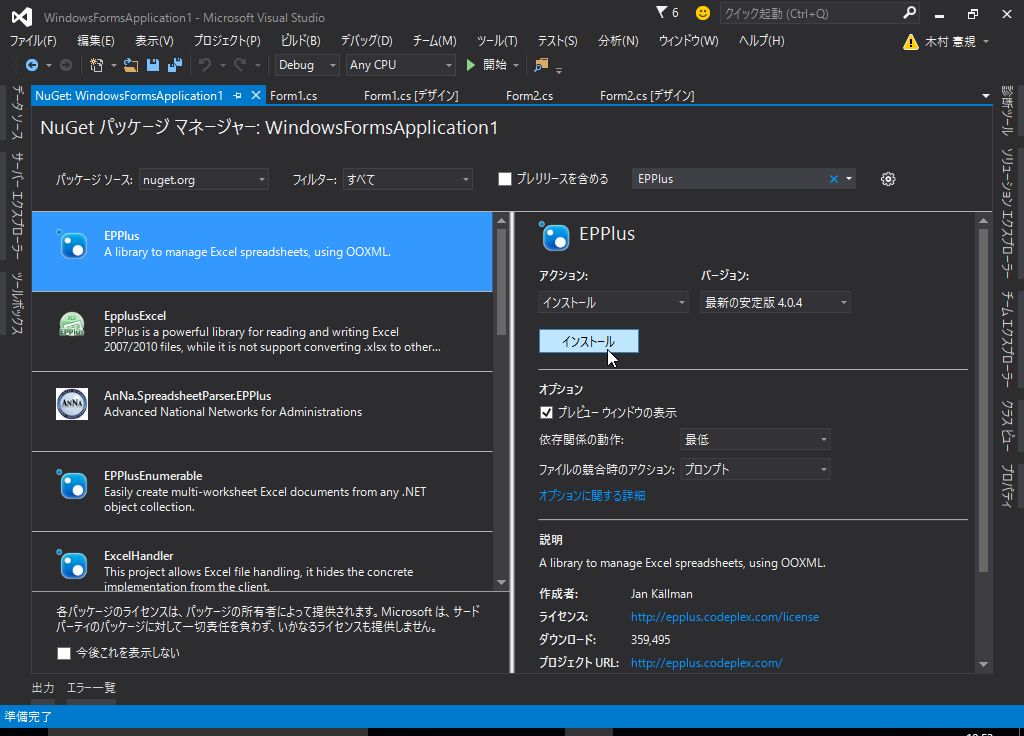 WindowsFormsApplication1 - Microsoft Visual Studio
6
クイック起動 (Ctrl+Q)
ファイル(F) 編集(E) 表示(V) プロジェクト(P) ビルド(B) デバッグ(D) チーム(M) ツール(T) テスト(S) 分析(N) ウィンドウ(W) ヘルプ(H)
木村 憲規
Debug Any CPU 開始
NuGet: WindowsFormsApplication1 Form1.cs Form1.cs [デザイン] Form2.cs Form2.cs [デザイン]
データ ソース
サーバー エクスプローラー
ツールボックス
NuGet パッケージ マネージャー: WindowsFormsApplication1
パッケージ ソース: nuget.org フィルター: すべて プレリリースを含める EPPlus
EPPlus
A library to manage Excel spreadsheets, using OOXML.
EPPlus
EpplusExcel
EPPlus is a powerful library for reading and writing Excel
2007/2010 files, while it is not support converting .xlsx to other...
AnNa
AnNa.SpreadsheetParser.EPPlus
Advanced National Networks for Administrations
EPPlusEnumerable
Easily create multi-worksheet Excel documents from any .NET
object collection.
ExcelHandler
This project allows Excel file handling, it hides the concrete
implementation from the client.
各パッケージのライセンスは、パッケージの所有者によって提供されます。Microsoft は、サード
パーティのパッケージに対して一切責任を負わず、いかなるライセンスも提供しません。
今後これを表示しない
EPPlus
アクション: バージョン:
インストール 最新の安定版 4.0.4
インストール
オプション
プレビュー ウィンドウの表示
依存関係の動作: 最低
ファイルの競合時のアクション: プロンプト
オプションに関する詳細
説明
A library to manage Excel spreadsheets, using OOXML.
作成者: Jan Källman
ライセンス: http://epplus.codeplex.com/license
ダウンロード: 359,495
プロジェクト URL: http://epplus.codeplex.com/
診断ツール
ソリューション エクスプローラー
チーム エクスプローラー
クラス ビュー
プロパティ
出力 エラー一覧
準備完了